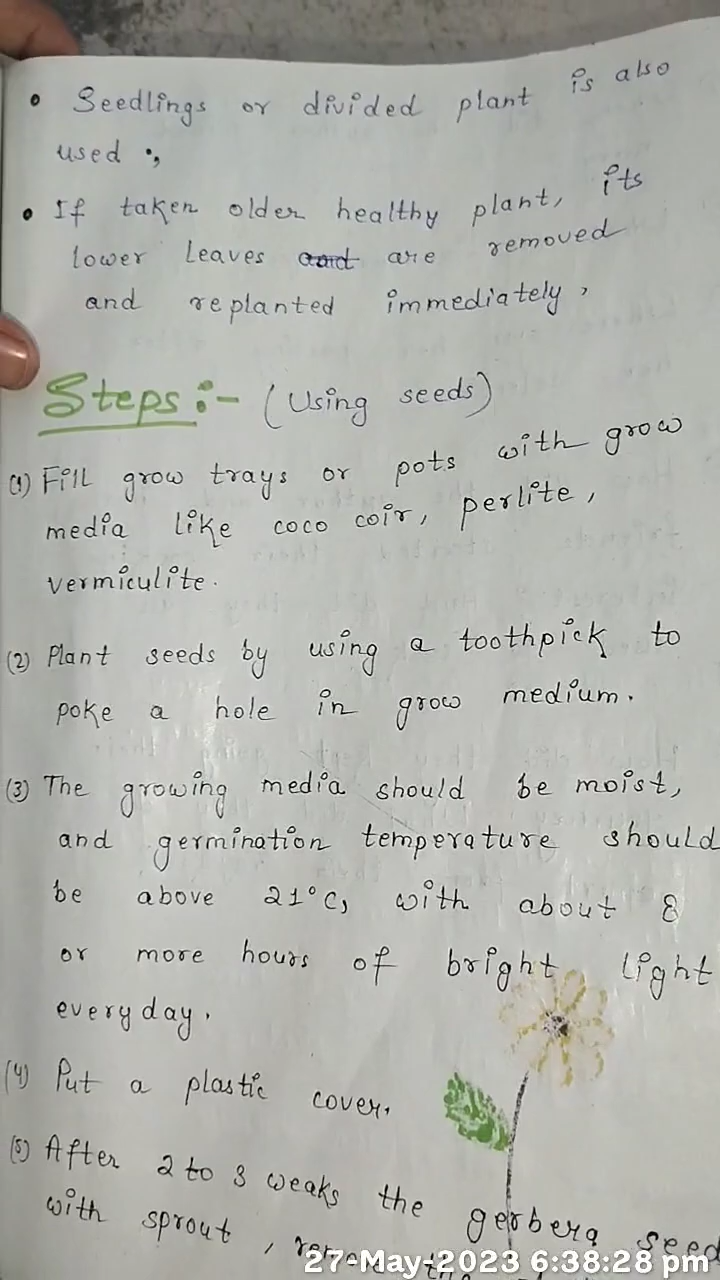 • Seedlings or divided plant is also
used .,
• If taken older healthy plant, its
lower leaves and are removed
and replanted immediately,
Steps :- (Using seeds)
(1) Fill grow trays or pots with grow
media like coco coir, perlite,
vermiculite.
(2) Plant seeds by using a toothpick to
poke a hole in grow medium.
(3) The growing media should be moist,
and germination temperature should
be above 21°C, with about 8
or more hours of bright light
everyday.
(4) Put a plastic cover.
(5) After 2 to 3 weaks the gerbera seed
with sprout,
27-May-2023 6:38:28 pm